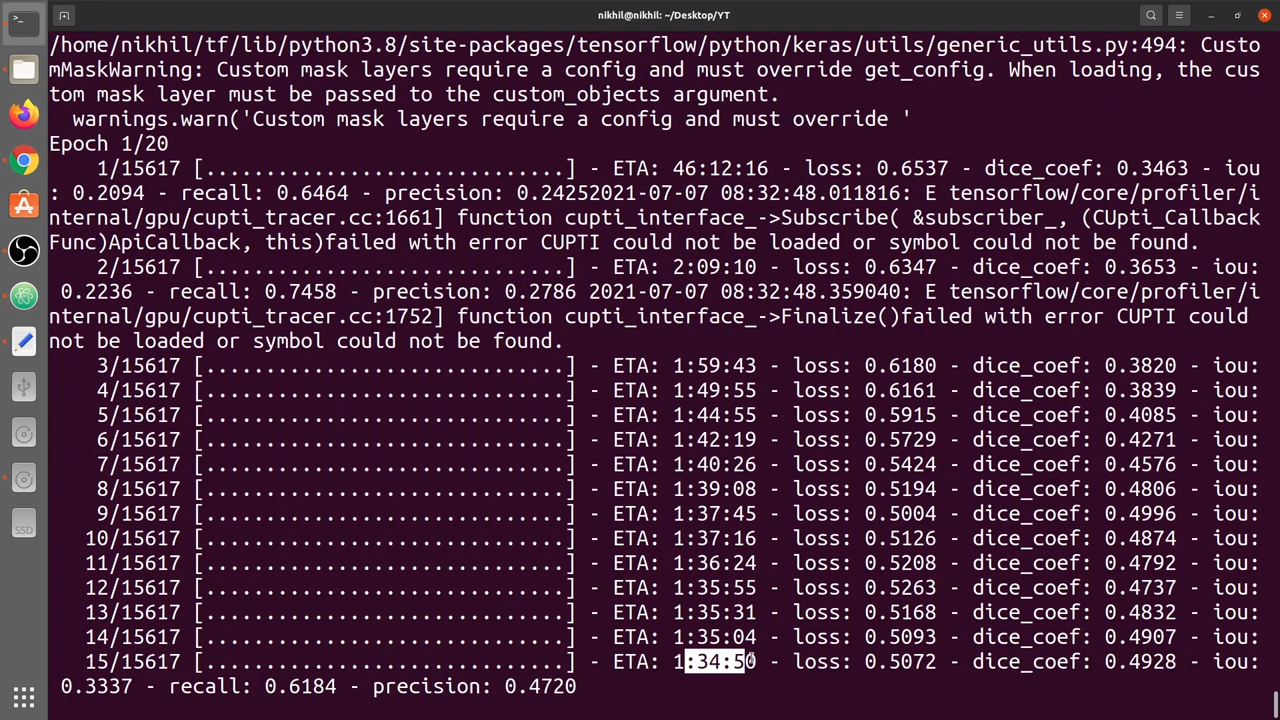 nikhil@nikhil: ~/Desktop/YT
/home/nikhil/tf/lib/python3.8/site-packages/tensorflow/python/keras/utils/generic_utils.py:494: Custo
mMaskWarning: Custom mask layers require a config and must override get_config. When loading, the cus
tom mask layer must be passed to the custom_objects argument.
warnings.warn('Custom mask layers require a config and must override '
Epoch 1/20
1/15617 [..............................] - ETA: 46:12:16 - loss: 0.6537 - dice_coef: 0.3463 - iou
: 0.2094 - recall: 0.6464 - precision: 0.24252021-07-07 08:32:48.011816: E tensorflow/core/profiler/i
nternal/gpu/cupti_tracer.cc:1661] function cupti_interface_->Subscribe( &subscriber_, (CUpti_Callback
Func)ApiCallback, this)failed with error CUPTI could not be loaded or symbol could not be found.
2/15617 [..............................] - ETA: 2:09:10 - loss: 0.6347 - dice_coef: 0.3653 - iou:
0.2236 - recall: 0.7458 - precision: 0.2786 2021-07-07 08:32:48.359040: E tensorflow/core/profiler/i
nternal/gpu/cupti_tracer.cc:1752] function cupti_interface_->Finalize()failed with error CUPTI could
not be loaded or symbol could not be found.
3/15617 [..............................] - ETA: 1:59:43 - loss: 0.6180 - dice_coef: 0.3820 - iou:
4/15617 [..............................] - ETA: 1:49:55 - loss: 0.6161 - dice_coef: 0.3839 - iou:
5/15617 [..............................] - ETA: 1:44:55 - loss: 0.5915 - dice_coef: 0.4085 - iou:
6/15617 [..............................] - ETA: 1:42:19 - loss: 0.5729 - dice_coef: 0.4271 - iou:
7/15617 [..............................] - ETA: 1:40:26 - loss: 0.5424 - dice_coef: 0.4576 - iou:
8/15617 [..............................] - ETA: 1:39:08 - loss: 0.5194 - dice_coef: 0.4806 - iou:
9/15617 [..............................] - ETA: 1:37:45 - loss: 0.5004 - dice_coef: 0.4996 - iou:
10/15617 [..............................] - ETA: 1:37:16 - loss: 0.5126 - dice_coef: 0.4874 - iou:
11/15617 [..............................] - ETA: 1:36:24 - loss: 0.5208 - dice_coef: 0.4792 - iou:
12/15617 [..............................] - ETA: 1:35:55 - loss: 0.5263 - dice_coef: 0.4737 - iou:
13/15617 [..............................] - ETA: 1:35:31 - loss: 0.5168 - dice_coef: 0.4832 - iou:
14/15617 [..............................] - ETA: 1:35:04 - loss: 0.5093 - dice_coef: 0.4907 - iou:
15/15617 [..............................] - ETA: 1:34:50 - loss: 0.5072 - dice_coef: 0.4928 - iou:
0.3337 - recall: 0.6184 - precision: 0.4720
SSD